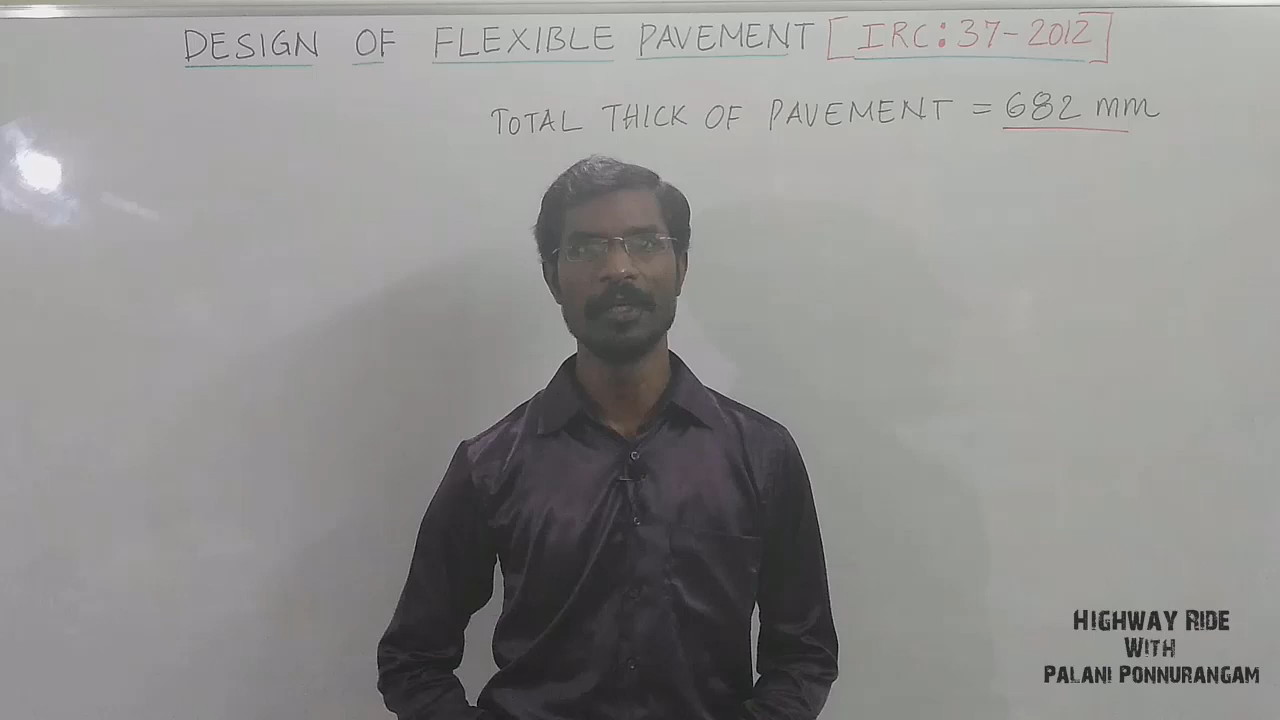 DESIGN OF FLEXIBLE PAVEMENT [IRC:37-2012]
TOTAL THICK OF PAVEMENT = 682 mm
HIGHWAY RIDE
WITH
PALANI PONNURANGAM